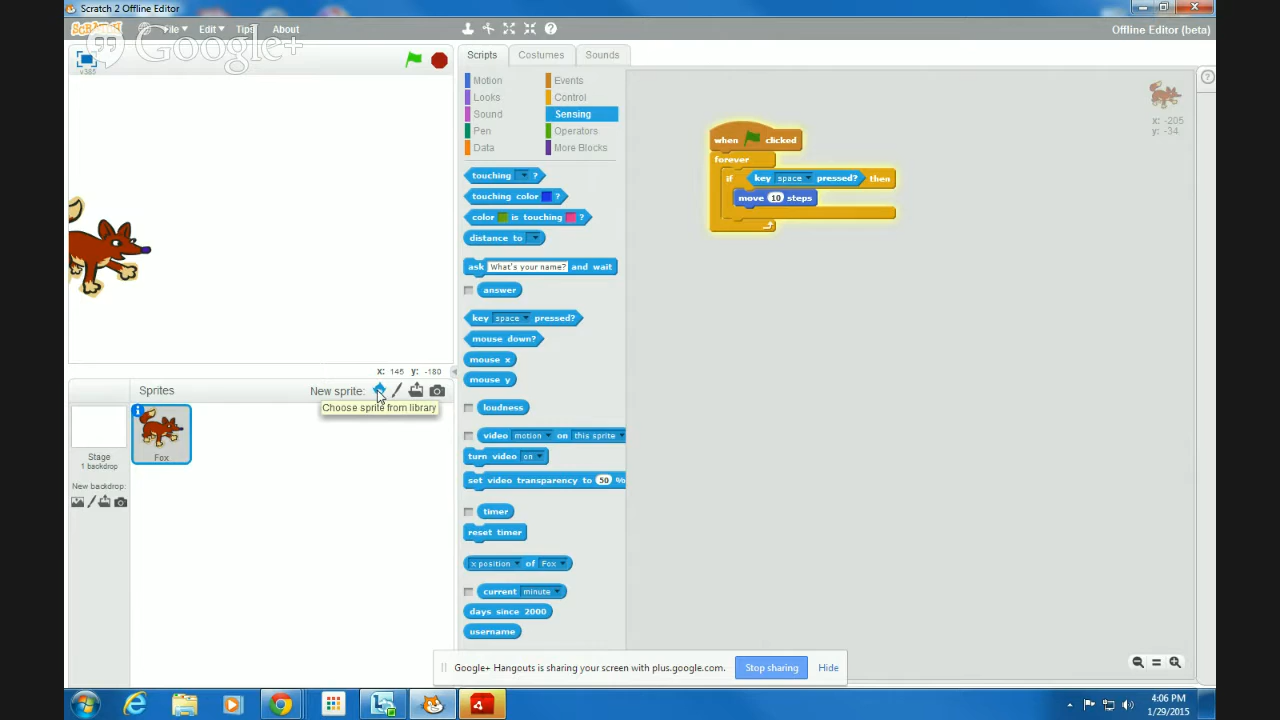 Scratch 2 Offline Editor
SCRATCH File Edit Tips About
Offline Editor (beta)
Google+
v385
Scripts Costumes Sounds
Motion Events
Looks Control
Sound Sensing
Pen Operators
Data More Blocks
x: -205
y: -34
when clicked
forever
if key space pressed? then
move 10 steps
touching ?
touching color ?
color is touching ?
distance to
ask What's your name? and wait
answer
key space pressed?
mouse down?
mouse x
mouse y
loudness
video motion on this sprite
turn video on
set video transparency to 50 %
timer
reset timer
x position of Fox
current minute
days since 2000
username
x: 145 y: -180
Sprites New sprite:
Choose sprite from library
Fox
Stage
1 backdrop
New backdrop:
Google+ Hangouts is sharing your screen with plus.google.com. Stop sharing Hide
4:06 PM
1/29/2015